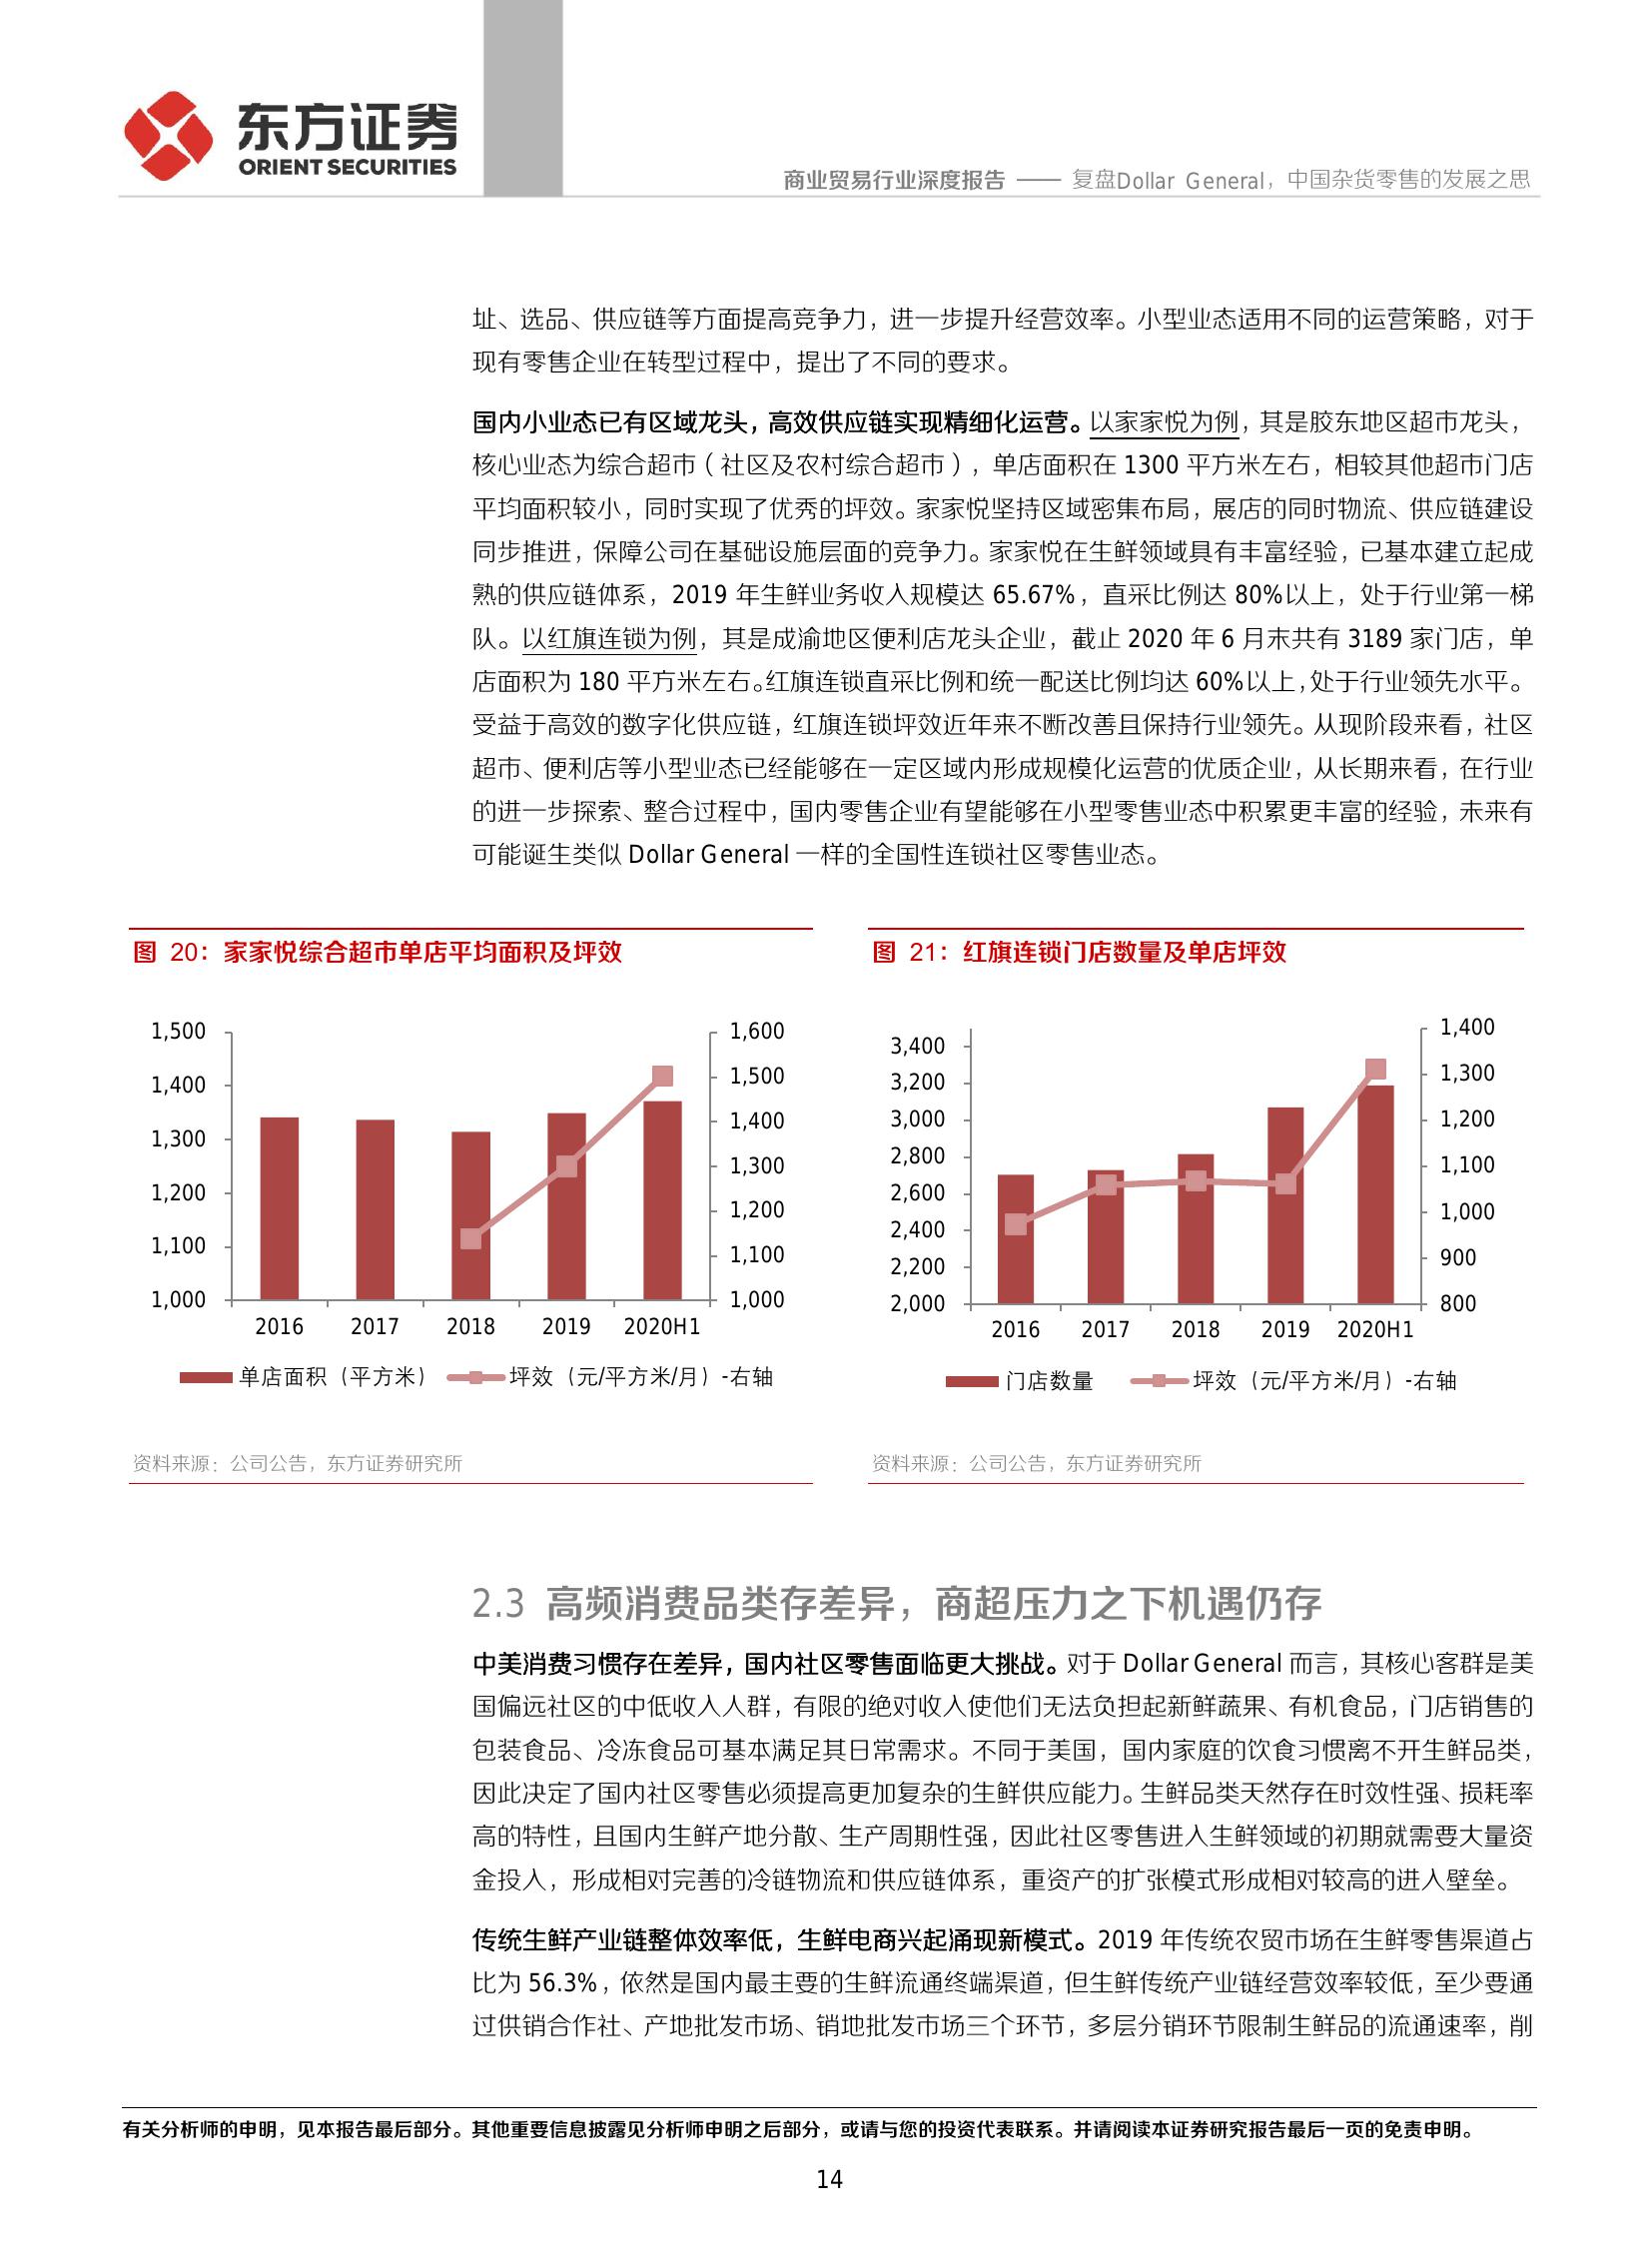 东方证券
ORIENT SECURITIES
商业贸易行业深度报告 —— 复盘Dollar General，中国杂货零售的发展之思
址、选品、供应链等方面提高竞争力，进一步提升经营效率。小型业态适用不同的运营策略，对于
现有零售企业在转型过程中，提出了不同的要求。
国内小业态已有区域龙头，高效供应链实现精细化运营。以家家悦为例，其是胶东地区超市龙头，
核心业态为综合超市（社区及农村综合超市），单店面积在 1300 平方米左右，相较其他超市门店
平均面积较小，同时实现了优秀的坪效。家家悦坚持区域密集布局，展店的同时物流、供应链建设
同步推进，保障公司在基础设施层面的竞争力。家家悦在生鲜领域具有丰富经验，已基本建立起成
熟的供应链体系，2019 年生鲜业务收入规模达 65.67%，直采比例达 80%以上，处于行业第一梯
队。以红旗连锁为例，其是成渝地区便利店龙头企业，截止 2020 年 6 月末共有 3189 家门店，单
店面积为 180 平方米左右。红旗连锁直采比例和统一配送比例均达 60%以上，处于行业领先水平。
受益于高效的数字化供应链，红旗连锁坪效近年来不断改善且保持行业领先。从现阶段来看，社区
超市、便利店等小型业态已经能够在一定区域内形成规模化运营的优质企业，从长期来看，在行业
的进一步探索、整合过程中，国内零售企业有望能够在小型零售业态中积累更丰富的经验，未来有
可能诞生类似 Dollar General 一样的全国性连锁社区零售业态。
图 20：家家悦综合超市单店平均面积及坪效
1,500
1,400
1,300
1,200
1,100
1,000
1,600
1,500
1,400
1,300
1,200
1,100
1,000
2016 2017 2018 2019 2020H1
单店面积（平方米） 坪效（元/平方米/月）-右轴
资料来源：公司公告，东方证券研究所
图 21：红旗连锁门店数量及单店坪效
3,400
3,200
3,000
2,800
2,600
2,400
2,200
2,000
1,400
1,300
1,200
1,100
1,000
900
800
2016 2017 2018 2019 2020H1
门店数量 坪效（元/平方米/月）-右轴
资料来源：公司公告，东方证券研究所
2.3 高频消费品类存差异，商超压力之下机遇仍存
中美消费习惯存在差异，国内社区零售面临更大挑战。对于 Dollar General 而言，其核心客群是美
国偏远社区的中低收入人群，有限的绝对收入使他们无法负担起新鲜蔬果、有机食品，门店销售的
包装食品、冷冻食品可基本满足其日常需求。不同于美国，国内家庭的饮食习惯离不开生鲜品类，
因此决定了国内社区零售必须提高更加复杂的生鲜供应能力。生鲜品类天然存在时效性强、损耗率
高的特性，且国内生鲜产地分散、生产周期性强，因此社区零售进入生鲜领域的初期就需要大量资
金投入，形成相对完善的冷链物流和供应链体系，重资产的扩张模式形成相对较高的进入壁垒。
传统生鲜产业链整体效率低，生鲜电商兴起涌现新模式。2019 年传统农贸市场在生鲜零售渠道占
比为 56.3%，依然是国内最主要的生鲜流通终端渠道，但生鲜传统产业链经营效率较低，至少要通
过供销合作社、产地批发市场、销地批发市场三个环节，多层分销环节限制生鲜品的流通速率，削
有关分析师的申明，见本报告最后部分。其他重要信息披露见分析师申明之后部分，或请与您的投资代表联系。并请阅读本证券研究报告最后一页的免责申明。
14